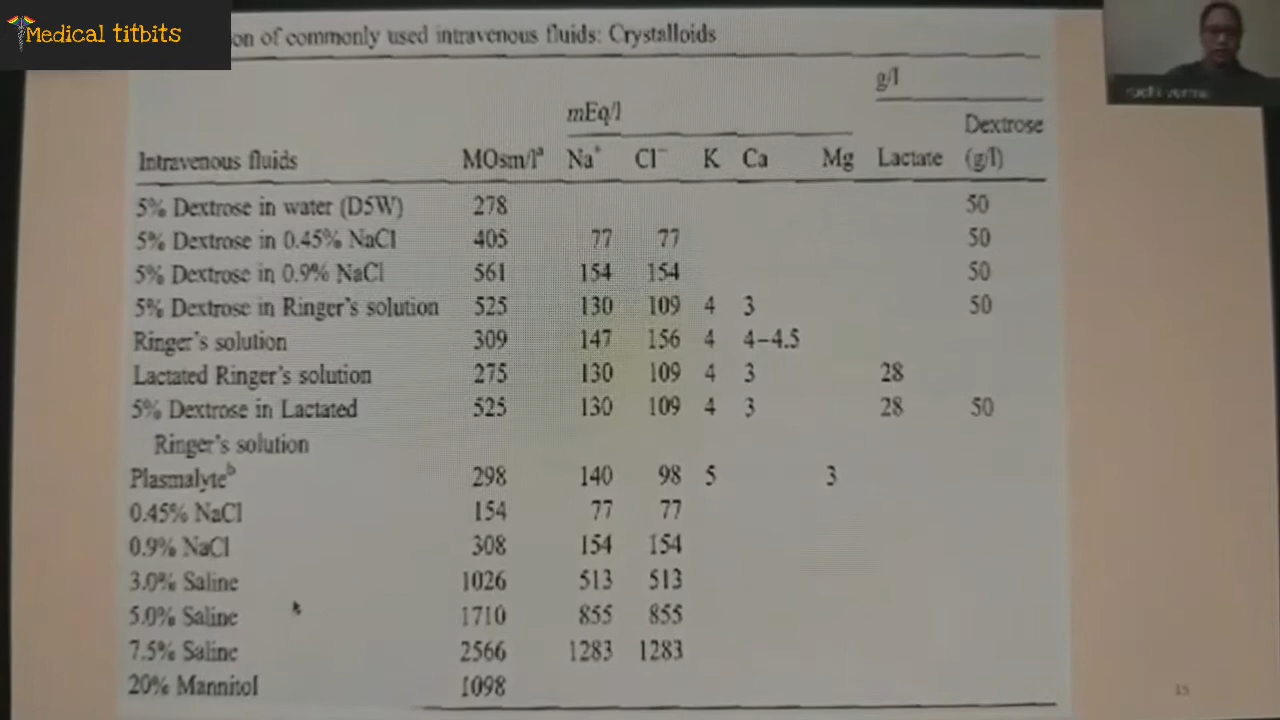 Medical titbits
on of commonly used intravenous fluids: Crystalloids
g/l
mEq/l
Dextrose
Intravenous fluids MOsm/lᵃ Na⁺ Cl⁻ K Ca Mg Lactate (g/l)
5% Dextrose in water (D5W) 278 50
5% Dextrose in 0.45% NaCl 405 77 77 50
5% Dextrose in 0.9% NaCl 561 154 154 50
5% Dextrose in Ringer's solution 525 130 109 4 3 50
Ringer's solution 309 147 156 4 4–4.5
Lactated Ringer's solution 275 130 109 4 3 28
5% Dextrose in Lactated 525 130 109 4 3 28 50
Ringer's solution
Plasmalyteᵇ 298 140 98 5 3
0.45% NaCl 154 77 77
0.9% NaCl 308 154 154
3.0% Saline 1026 513 513
5.0% Saline 1710 855 855
7.5% Saline 2566 1283 1283
20% Mannitol 1098
15